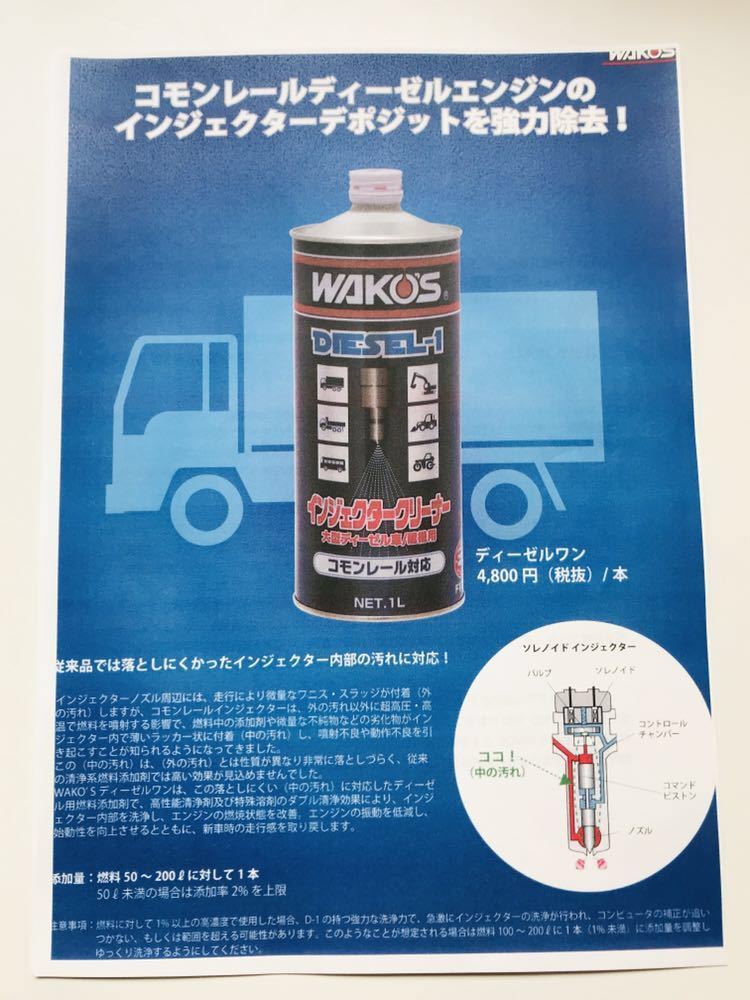 WAKO'S
コモンレールディーゼルエンジンの
インジェクターデポジットを強力除去！
WAKO'S
DIESEL-1
インジェクタークリーナー
大型ディーゼル車/建機用
コモンレール対応
NET.1L
ディーゼルワン
4,800円（税抜）/本
従来品では落としにくかったインジェクター内部の汚れに対応！
インジェクターノズル周辺には、走行により微量なワニス・スラッジが付着（外
の汚れ）しますが、コモンレールインジェクターは、外の汚れ以外に超高圧・高
温で燃料を噴射する影響で、燃料中の添加剤や微量な不純物などの劣化物がイン
ジェクター内で薄いラッカー状に付着（中の汚れ）し、噴射不良や動作不良を引
き起こすことが知られるようになってきました。
この（中の汚れ）は、（外の汚れ）とは性質が異なり非常に落としづらく、従来
の清浄系燃料添加剤では高い効果が見込めませんでした。
WAKO'Sディーゼルワンは、この落としにくい（中の汚れ）に対応したディーゼ
ル用燃料添加剤で、高性能清浄剤及び特殊溶剤のダブル清浄効果により、インジ
ェクター内部を洗浄し、エンジンの燃焼状態を改善。エンジンの振動を低減し、
始動性を向上させるとともに、新車時の走行感を取り戻します。
ソレノイドインジェクター
バルブ
ソレノイド
コントロール
チャンバー
ココ！
（中の汚れ）
コマンド
ピストン
ノズル
添加量：燃料50～200ℓに対して1本
50ℓ未満の場合は添加率2%を上限
注意事項：燃料に対して1%以上の高濃度で使用した場合、D-1の持つ強力な洗浄力で、急激にインジェクターの洗浄が行われ、コンピュータの補正が追い
つかない、もしくは範囲を超える可能性があります。このようなことが想定される場合は燃料100～200ℓに1本（1%未満）に添加量を調整し
ゆっくり洗浄するようにしてください。